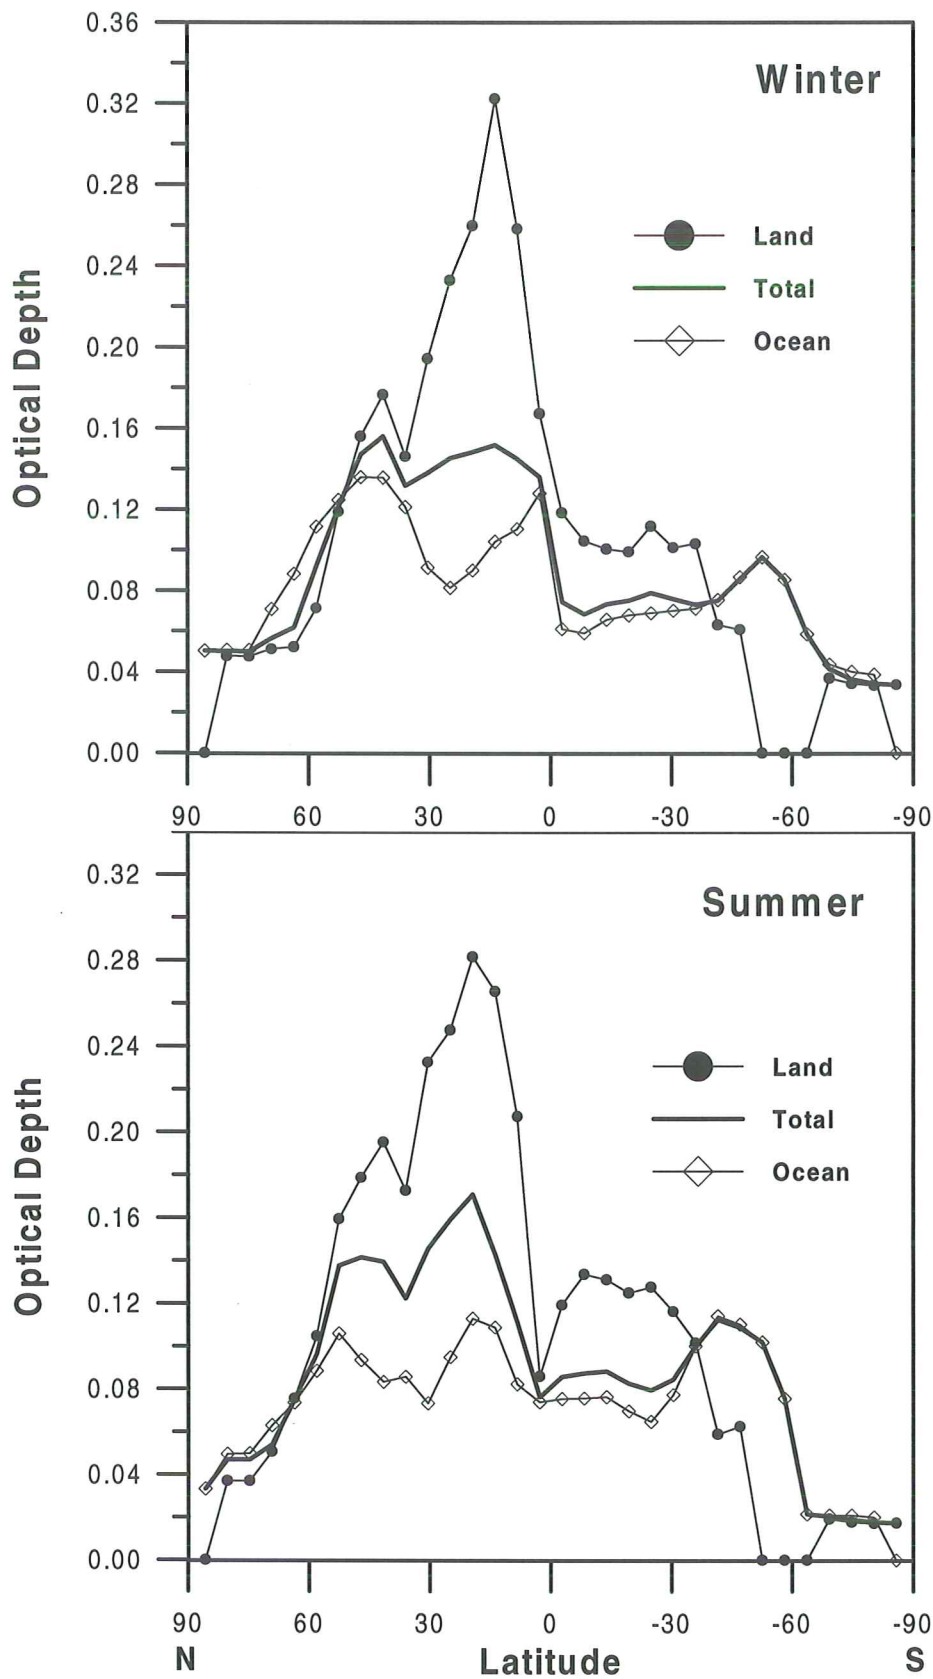 0.36
Winter
0.32
0.28
0.24
Land
Total
0.20
Ocean
0.16
0.12
0.08
0.04
0.00
Optical Depth
90 60 30 0 -30 -60 -90
0.32
Summer
0.28
0.24
Land
0.20
Total
Ocean
0.16
0.12
0.08
0.04
0.00
Optical Depth
90 60 30 0 -30 -60 -90
N Latitude S